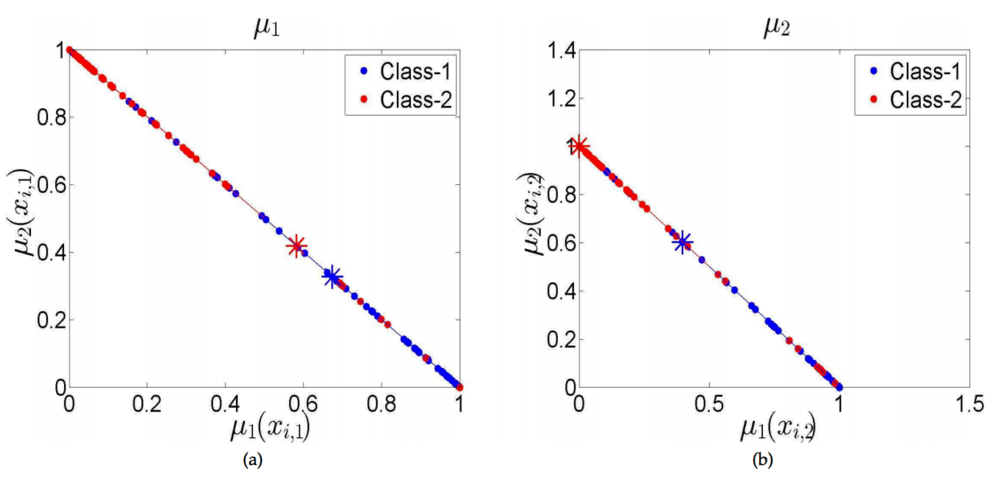 μ₁
1
0.8
0.6
0.4
0.2
0
0 0.2 0.4 0.6 0.8 1
μ₂(xᵢ,₁)
μ₁(xᵢ,₁)
Class-1
Class-2
(a)
μ₂
1.4
1.2
1
0.8
0.6
0.4
0.2
0
0 0.5 1 1.5
μ₂(xᵢ,₂)
μ₁(xᵢ,₂)
Class-1
Class-2
(b)